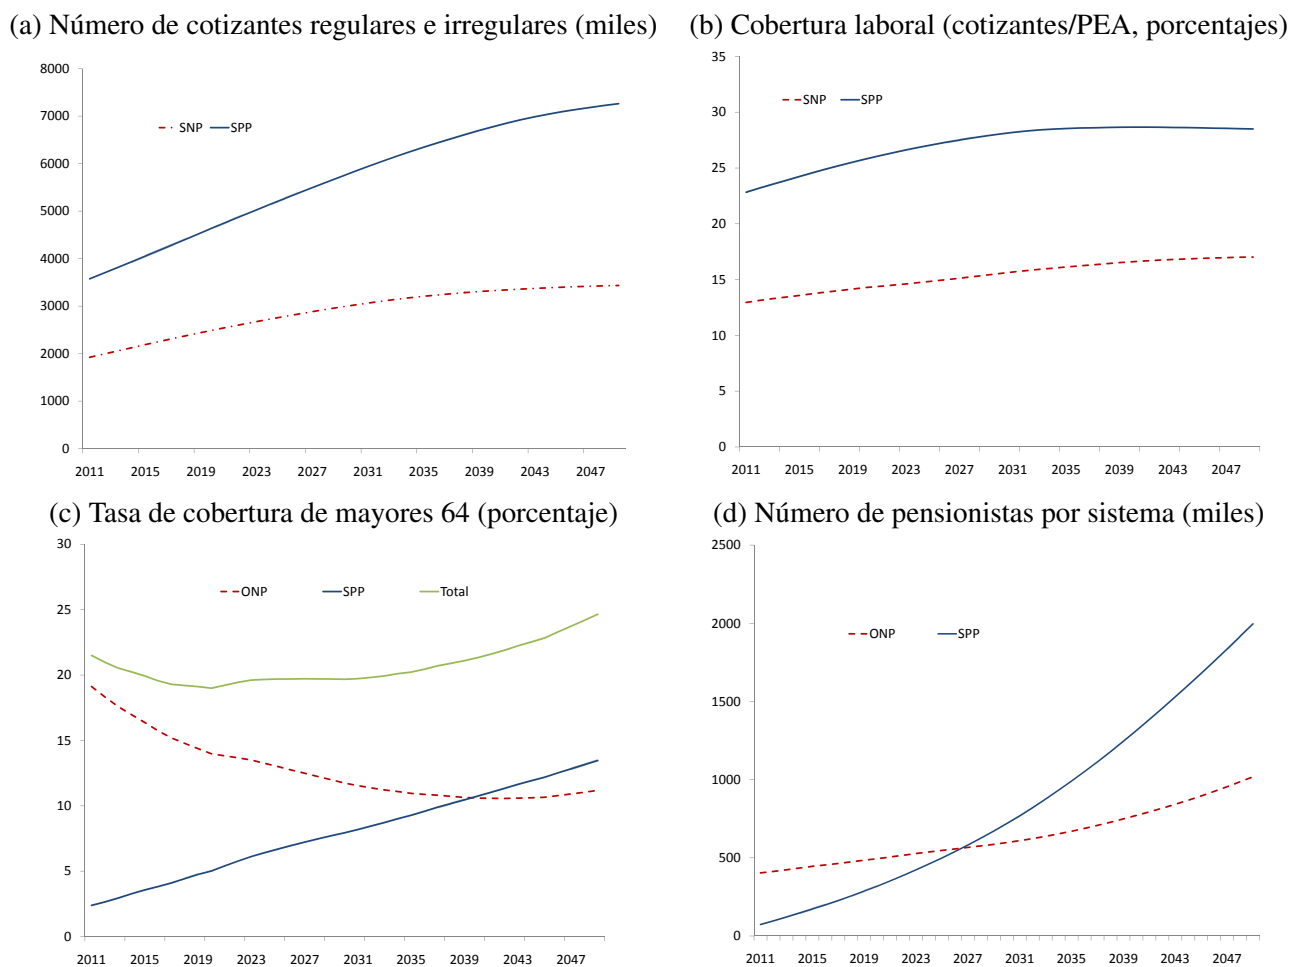 (a) Número de cotizantes regulares e irregulares (miles)
8000
7000
6000
5000
4000
3000
2000
1000
0
SNP SPP
2011 2015 2019 2023 2027 2031 2035 2039 2043 2047
(b) Cobertura laboral (cotizantes/PEA, porcentajes)
35
30
25
20
15
10
5
0
SNP SPP
2011 2015 2019 2023 2027 2031 2035 2039 2043 2047
(c) Tasa de cobertura de mayores 64 (porcentaje)
30
25
20
15
10
5
0
ONP SPP Total
2011 2015 2019 2023 2027 2031 2035 2039 2043 2047
(d) Número de pensionistas por sistema (miles)
2500
2000
1500
1000
500
0
ONP SPP
2011 2015 2019 2023 2027 2031 2035 2039 2043 2047